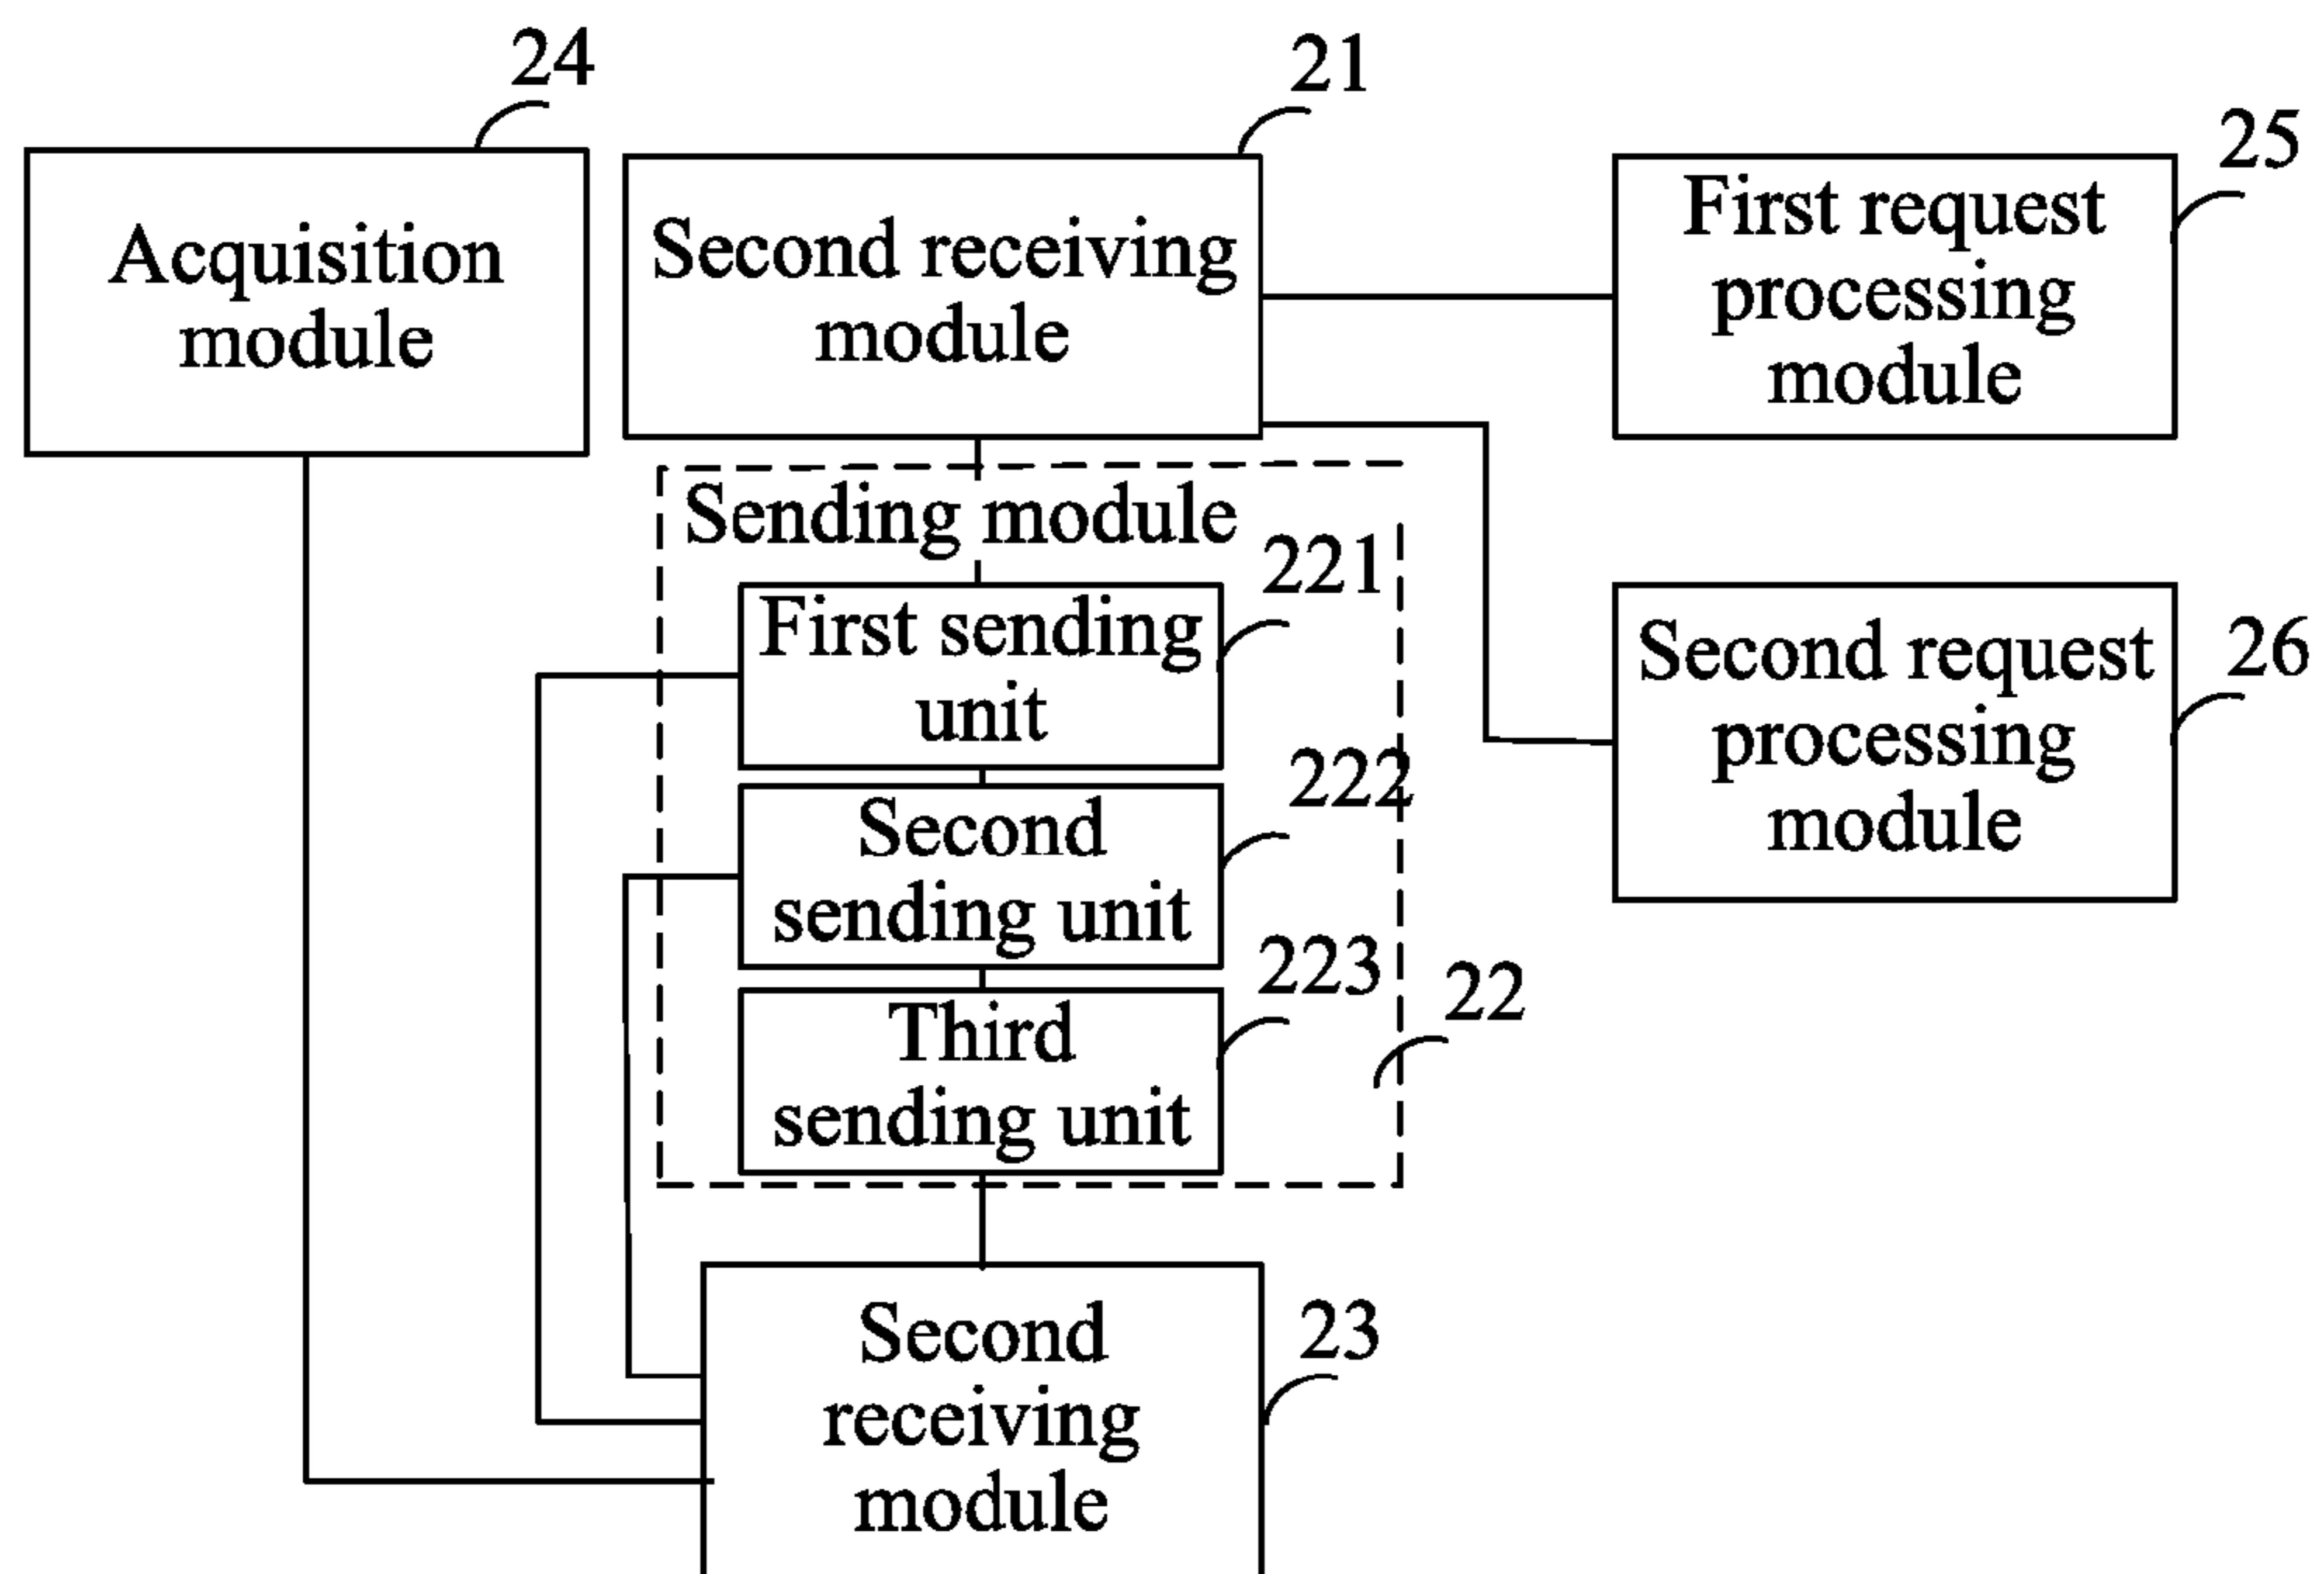 24
21
25
Acquisition
module
Second receiving
module
First request
processing
module
Sending module
221
First sending
unit
Second request
processing
module
26
222
Second
sending unit
223
Third
sending unit
22
Second
receiving
module
23